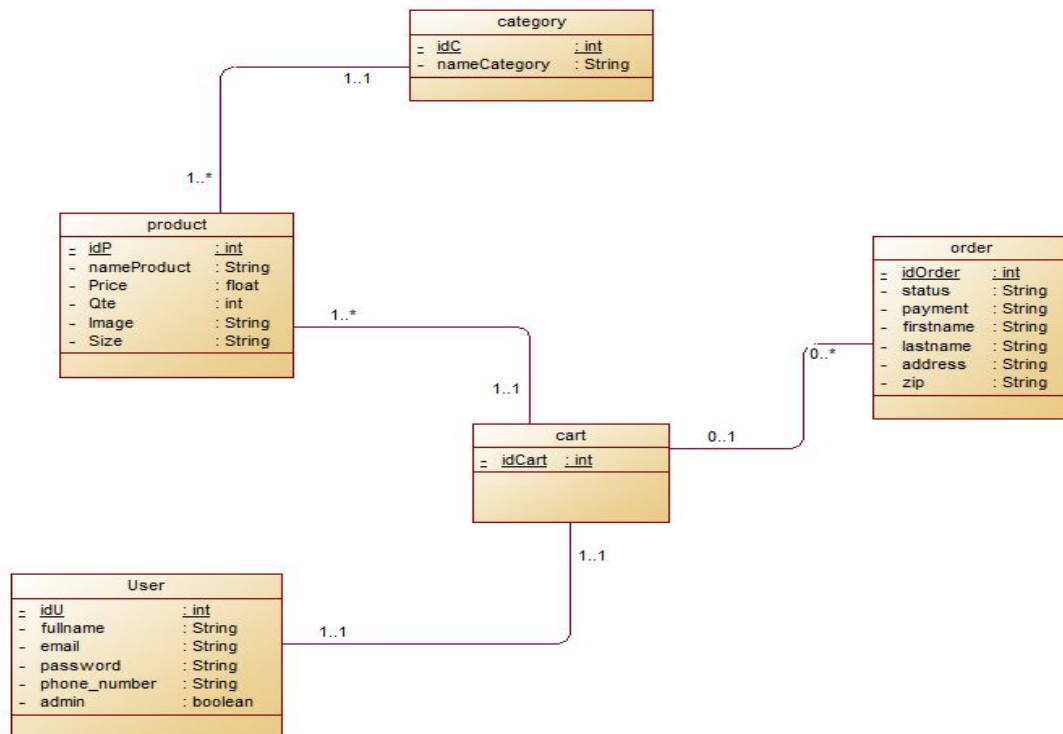 category
- idC : int
- nameCategory : String
1..1
1..*
product
- idP : int
- nameProduct : String
- Price : float
- Qte : int
- Image : String
- Size : String
1..*
1..1
order
- idOrder : int
- status : String
- payment : String
- firstname : String
- lastname : String
- address : String
- zip : String
0..*
cart
- idCart : int
0..1
1..1
User
- idU : int
- fullname : String
- email : String
- password : String
- phone_number : String
- admin : boolean
1..1